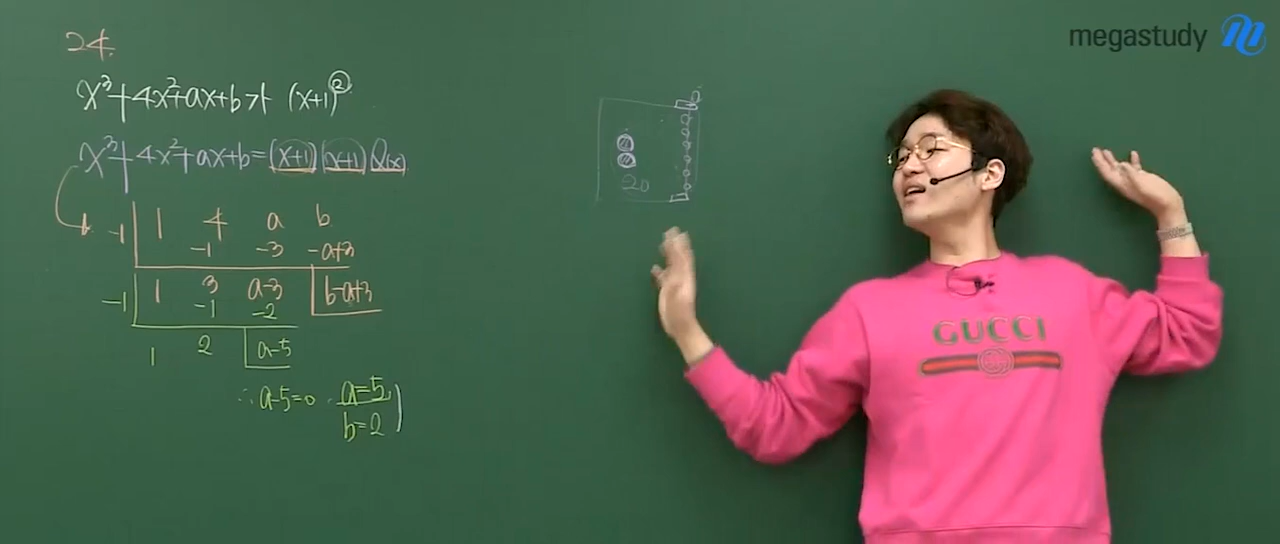 24.
x³+4x²+ax+b가 (x+1)²
x³+4x²+ax+b=(x+1)(x+1)Q(x)
-1 1 4 a b
-1 -3 -a+3
1 3 a-3 b-a+3
-1 -1 -2
1 2 a-5
∴ a-5=0. a=5
b=2
20
megastudy
GUCCI